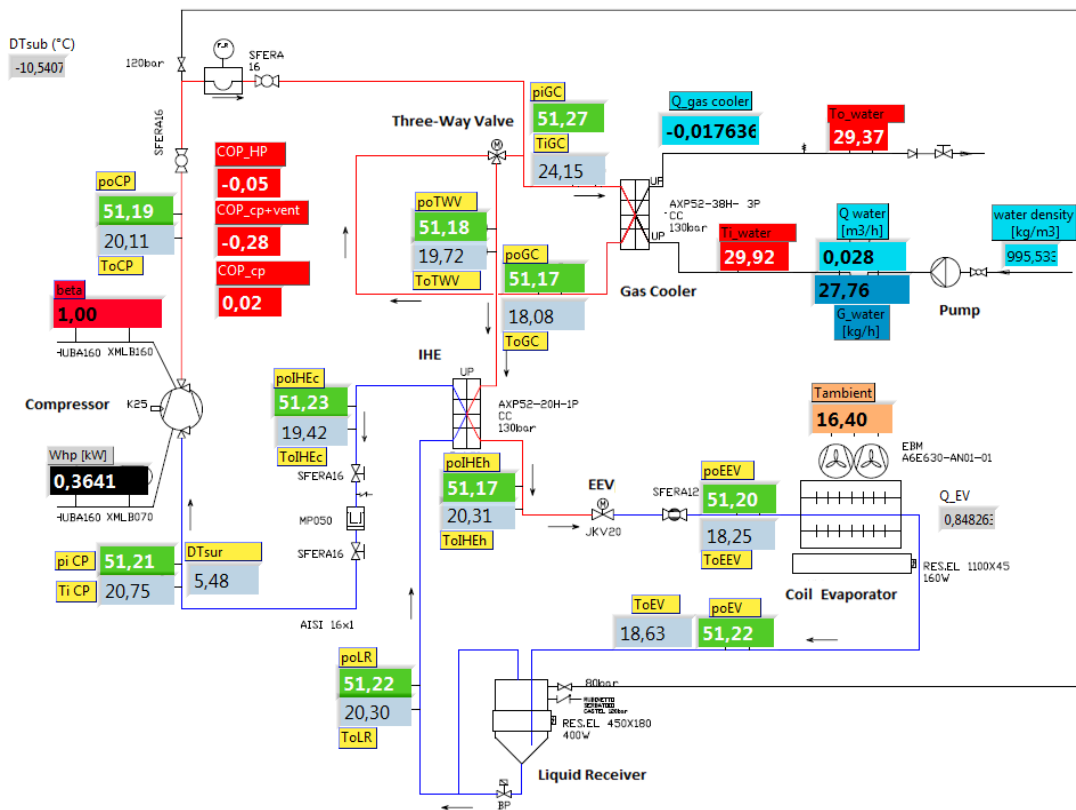 DTsub (°C)
-10,5407
120bar
F.R
SFERA
16
SFERA16
Three-Way Valve
piGC
51,27
TiGC
24,15
Q_gas cooler
-0,017636
To_water
29,37
COP_HP
-0,05
COP_cp+vent
-0,28
COP_cp
0,02
poCP
51,19
20,11
ToCP
poTWV
51,18
19,72
ToTWV
poGC
51,17
18,08
ToGC
UP
UP
AXP52-38H- 3P
CC
130bar
Gas Cooler
Ti_water
29,92
Q water
[m3/h]
0,028
27,76
G_water
[kg/h]
water density
[kg/m3]
995,533
Pump
beta
1,00
HUBA160 XMLB160
Compressor
K25
Whp [kW]
0,3641
HUBA160 XMLB070
IHE
UP
AXP52-20H-1P
CC
130bar
poIHEc
51,23
19,42
ToIHEc
SFERA16
MP050
SFERA16
AISI 16x1
poIHEh
51,17
20,31
ToIHEh
EEV
M
JKV20
SFERA12
poEEV
51,20
18,25
ToEEV
Tambient
16,40
EBM
A6E630-AN01-01
Q_EV
0,848263
RES.EL 1100X45
160W
Coil Evaporator
pi CP
51,21
Ti CP
20,75
DTsur
5,48
ToEV
18,63
poEV
51,22
poLR
51,22
20,30
ToLR
80bar
RUBINETTO
SERBATOIO
CASTEL 120bar
RES.EL 450X180
400W
Liquid Receiver
BP